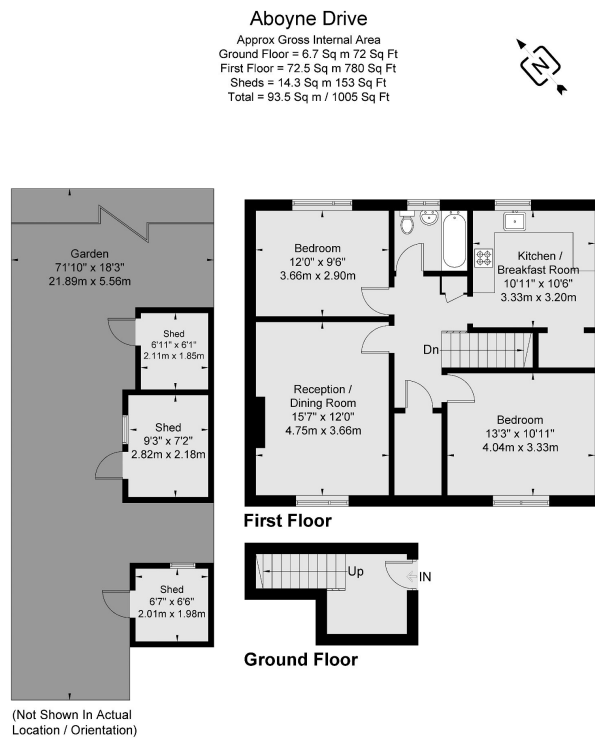 Aboyne Drive
Approx Gross Internal Area
Ground Floor = 6.7 Sq m 72 Sq Ft
First Floor = 72.5 Sq m 780 Sq Ft
Sheds = 14.3 Sq m 153 Sq Ft
Total = 93.5 Sq m / 1005 Sq Ft
N
Garden
71'10" x 18'3"
21.89m x 5.56m
Shed
6'11" x 6'1"
2.11m x 1.85m
Shed
9'3" x 7'2"
2.82m x 2.18m
Shed
6'7" x 6'6"
2.01m x 1.98m
(Not Shown In Actual
Location / Orientation)
Bedroom
12'0" x 9'6"
3.66m x 2.90m
Kitchen /
Breakfast Room
10'11" x 10'6"
3.33m x 3.20m
Dn
Reception /
Dining Room
15'7" x 12'0"
4.75m x 3.66m
Bedroom
13'3" x 10'11"
4.04m x 3.33m
First Floor
Up
IN
Ground Floor